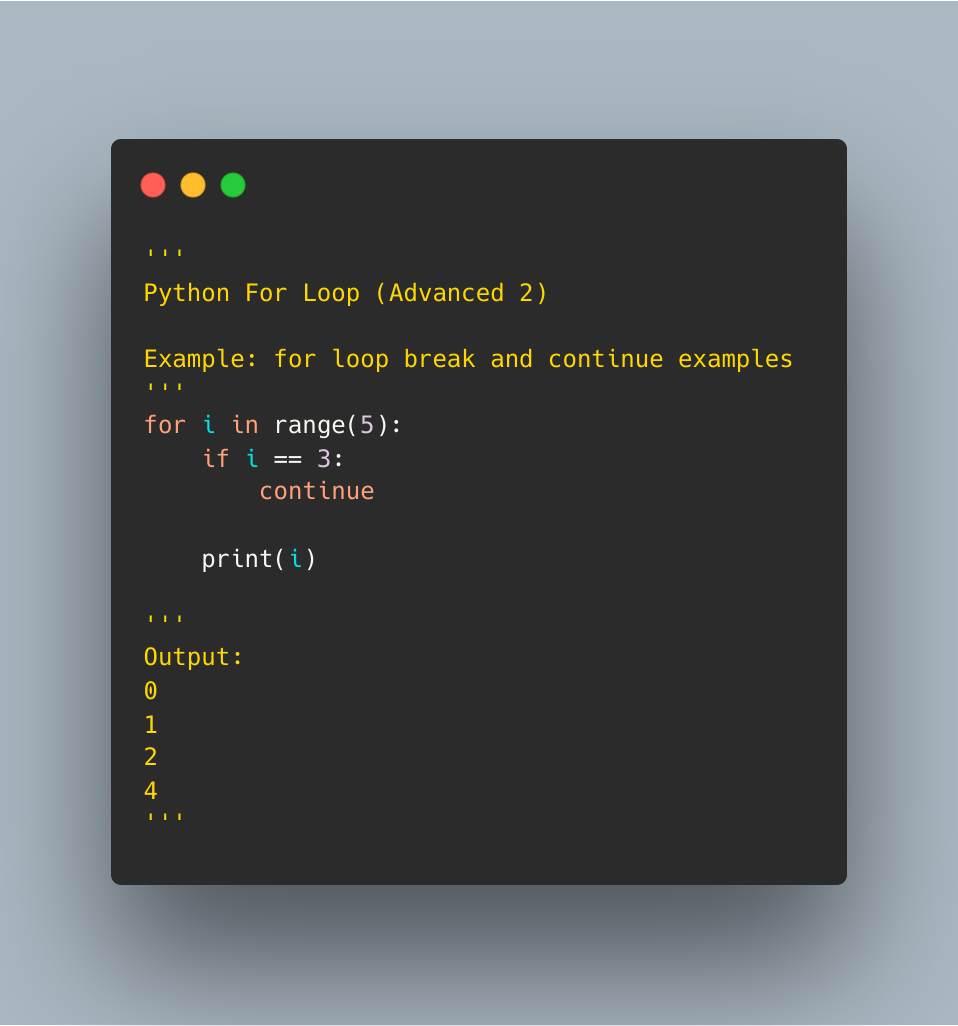 '''
Python For Loop (Advanced 2)
Example: for loop break and continue examples
'''
for i in range(5):
    if i == 3:
        continue
    print(i)
'''
Output:
0
1
2
4
'''